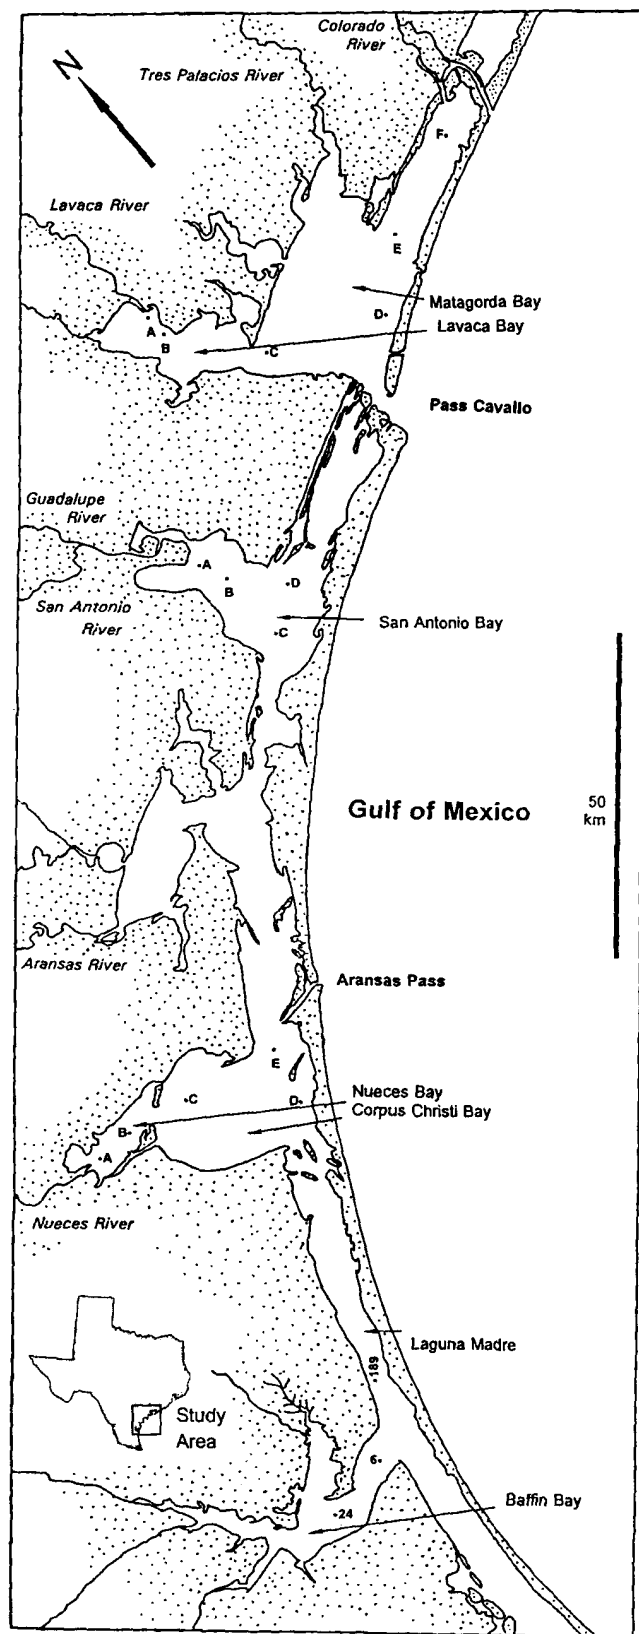 Colorado
River
Tres Palacios River
N
F
Lavaca River
E
Matagorda Bay
D
Lavaca Bay
A
B
C
Pass Cavallo
Guadalupe
River
A
B
D
San Antonio
River
San Antonio Bay
C
Gulf of Mexico
50
km
Aransas River
Aransas Pass
E
Nueces Bay
C
D
Corpus Christi Bay
B
A
Nueces River
Laguna Madre
189
Study
Area
6
Baffin Bay
24